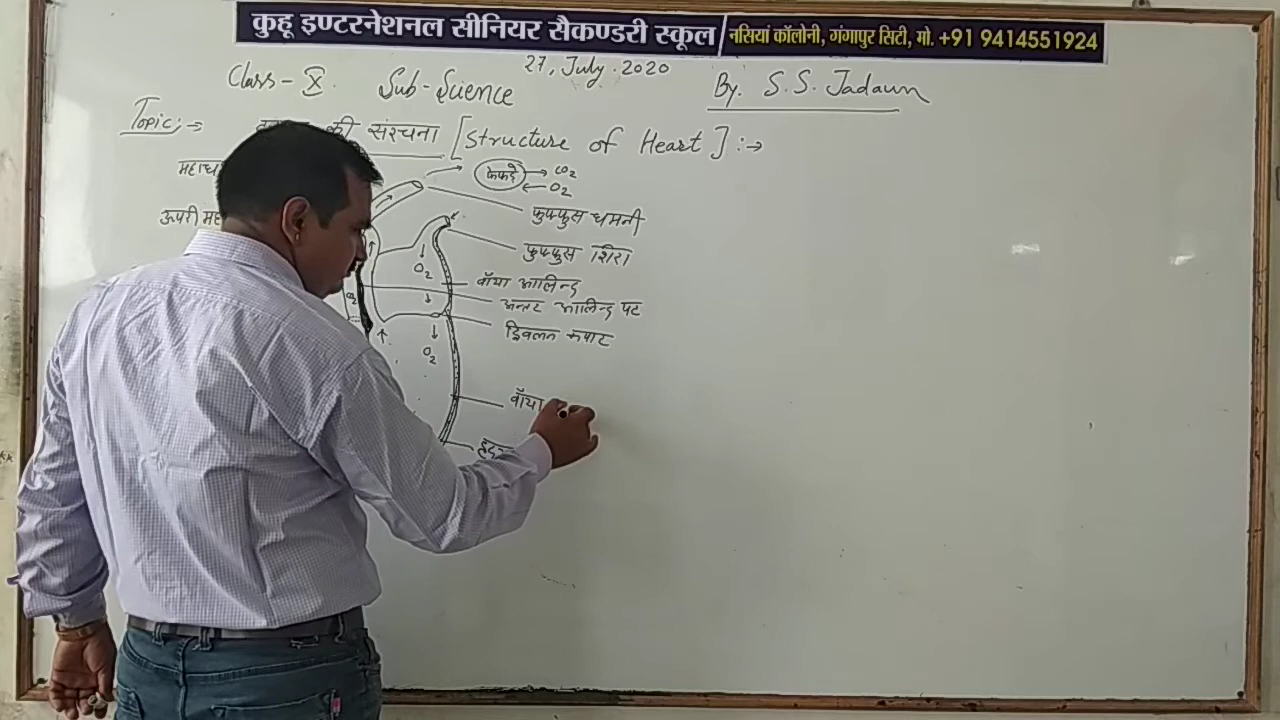 कुहू इण्टरनेशनल सीनियर सैकण्डरी स्कूल / नसियां कॉलोनी, गंगापुर सिटी, मो. +91 9414551924
27, July. 2020
Class - X. Sub - Science By. S. S. Jadaun
Topic;→ की संरचना [Structure of Heart]:→
फेफड़े → CO2
← O2
फुफ्फुस धमनी
ऊपरी
फुफ्फुस शिरा
O2
बाँया आलिन्द
अन्तर आलिन्द पट
द्विवलन कपाट
O2
बाँया